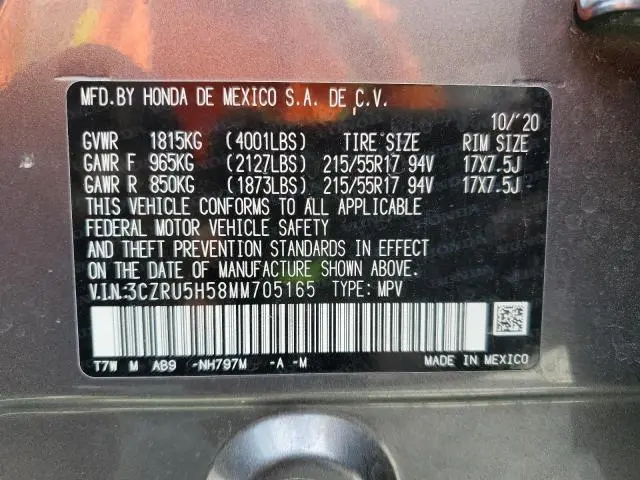 MFD.BY HONDA DE MEXICO S.A. DE C.V.
10/'20
GVWR 1815KG (4001LBS) TIRE SIZE RIM SIZE
GAWR F 965KG (2127LBS) 215/55R17 94V 17X7.5J
GAWR R 850KG (1873LBS) 215/55R17 94V 17X7.5J
THIS VEHICLE CONFORMS TO ALL APPLICABLE
FEDERAL MOTOR VEHICLE SAFETY
AND THEFT PREVENTION STANDARDS IN EFFECT
ON THE DATE OF MANUFACTURE SHOWN ABOVE.
V.I.N:3CZRU5H58MM705165 TYPE: MPV
T7W M AB9 -NH797M -A -M MADE IN MEXICO